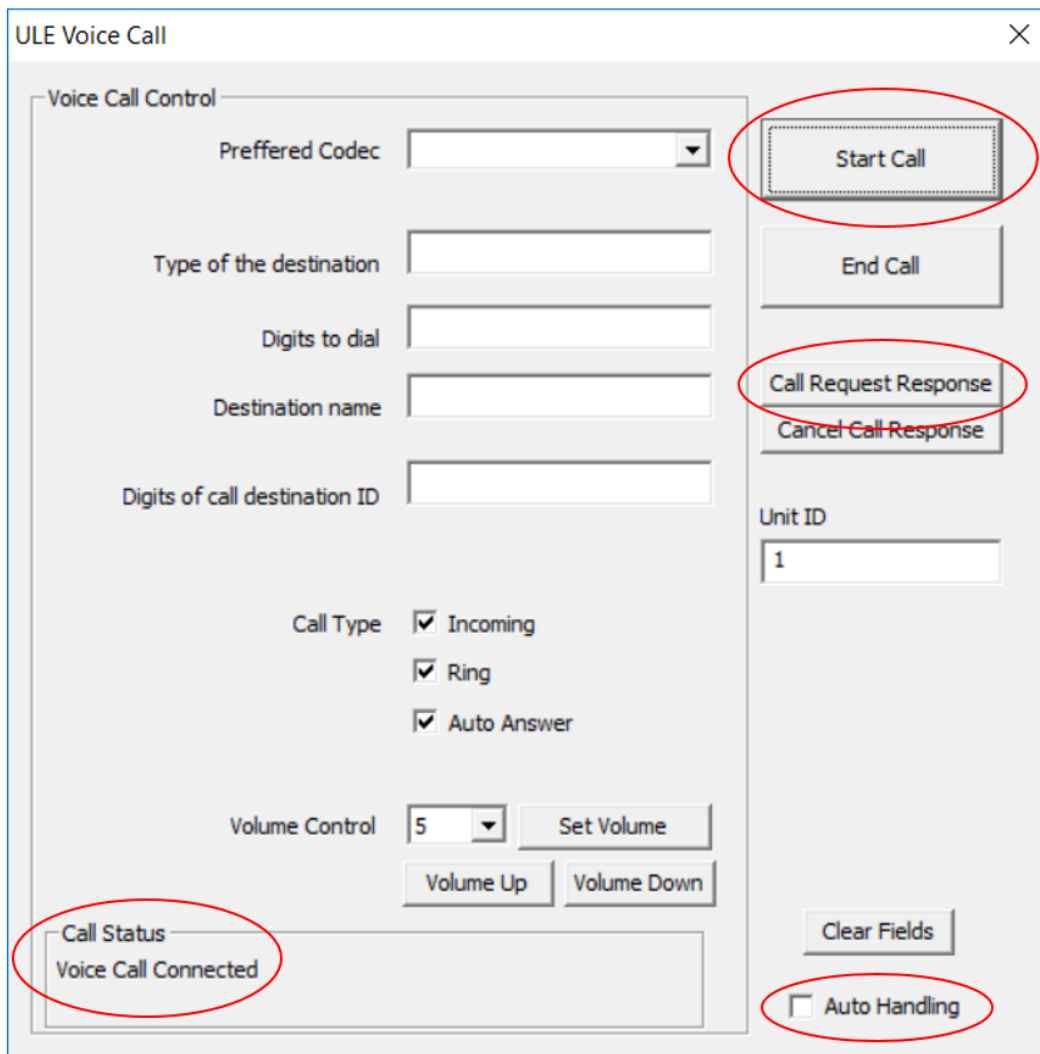 ULE Voice Call
Voice Call Control
Preffered Codec
Start Call
Type of the destination
End Call
Digits to dial
Call Request Response
Destination name
Cancel Call Response
Digits of call destination ID
Unit ID
1
Call Type
Incoming
Ring
Auto Answer
Volume Control
5
Set Volume
Volume Up
Volume Down
Call Status
Clear Fields
Voice Call Connected
Auto Handling